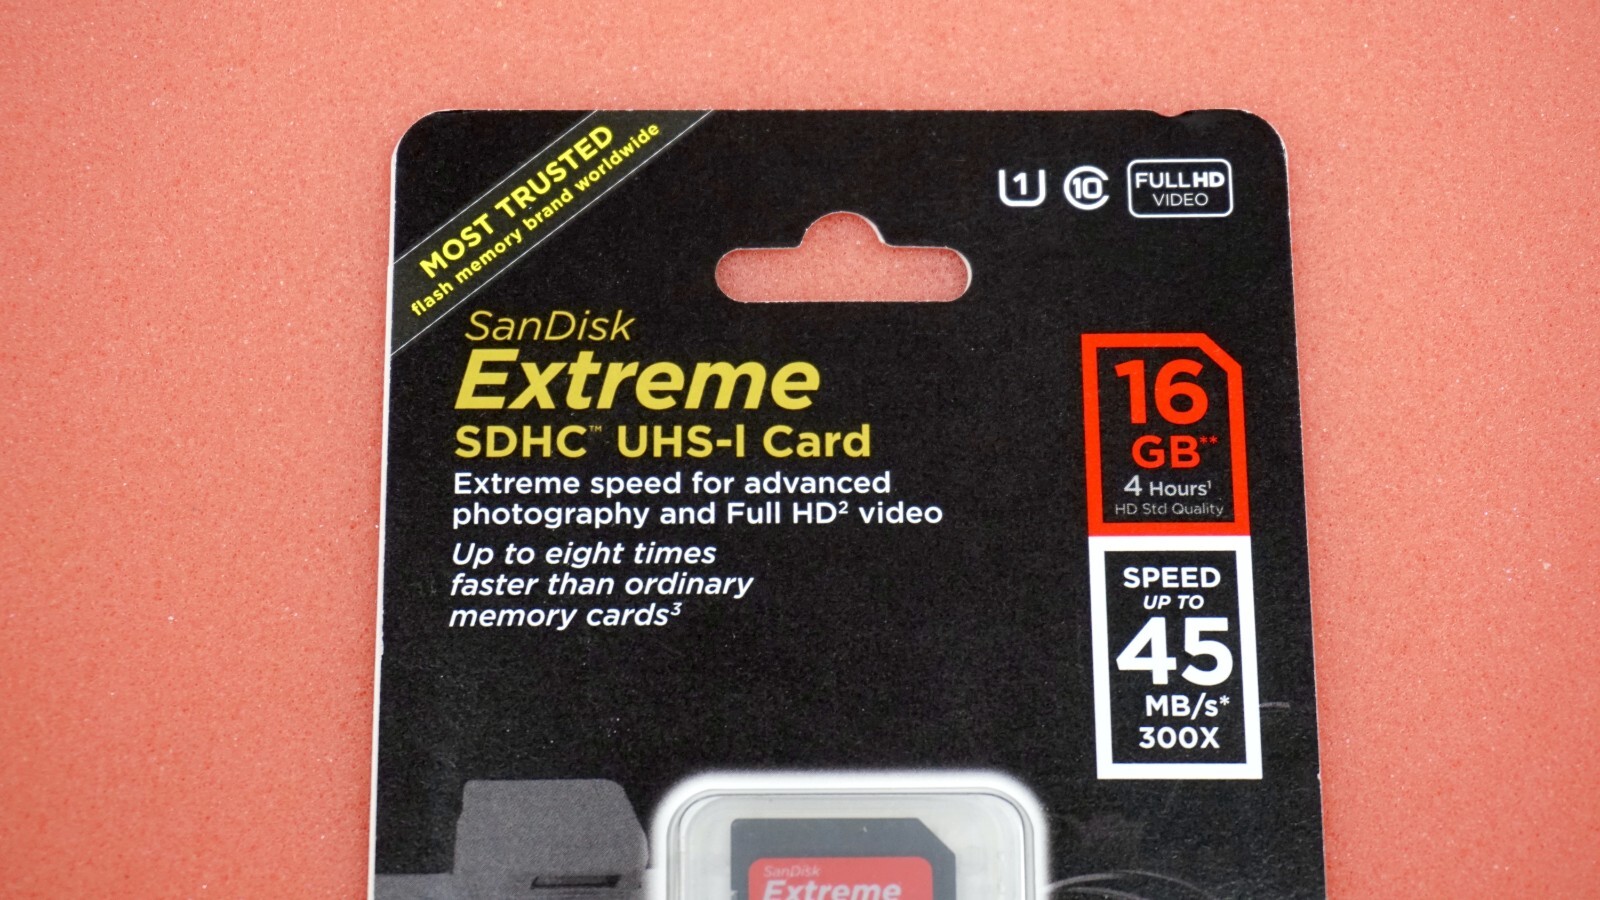 MOST TRUSTED
flash memory brand worldwide
U1
C10
FULL HD
VIDEO
SanDisk
Extreme
SDHC™ UHS-I Card
Extreme speed for advanced
photography and Full HD² video
Up to eight times
faster than ordinary
memory cards³
16
GB**
4 Hours¹
HD Std Quality
SPEED
UP TO
45
MB/s*
300X
SanDisk
Extreme